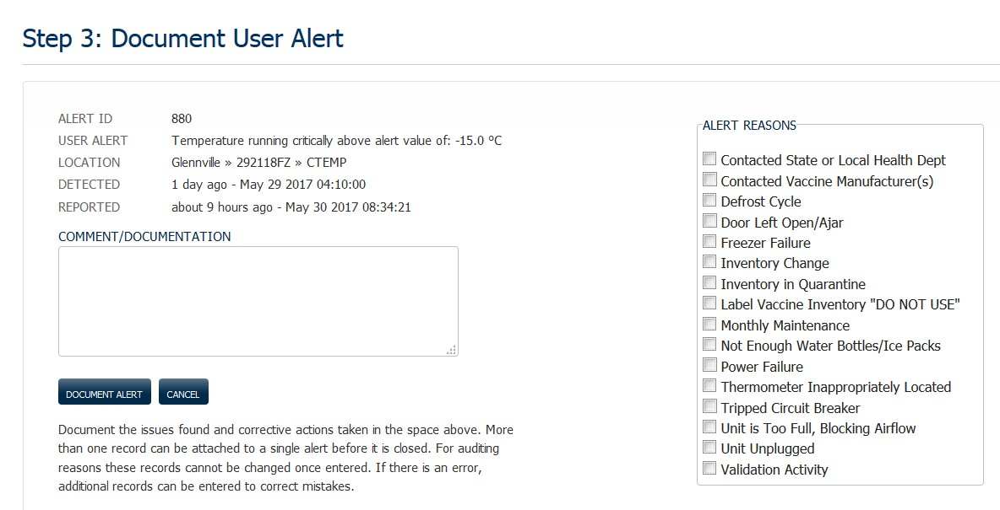 Step 3: Document User Alert
ALERT ID 880
USER ALERT Temperature running critically above alert value of: -15.0 ºC
LOCATION Glennville » 292118FZ » CTEMP
DETECTED 1 day ago - May 29 2017 04:10:00
REPORTED about 9 hours ago - May 30 2017 08:34:21
COMMENT/DOCUMENTATION
DOCUMENT ALERT CANCEL
Document the issues found and corrective actions taken in the space above. More
than one record can be attached to a single alert before it is closed. For auditing
reasons these records cannot be changed once entered. If there is an error,
additional records can be entered to correct mistakes.
ALERT REASONS
Contacted State or Local Health Dept
Contacted Vaccine Manufacturer(s)
Defrost Cycle
Door Left Open/Ajar
Freezer Failure
Inventory Change
Inventory in Quarantine
Label Vaccine Inventory "DO NOT USE"
Monthly Maintenance
Not Enough Water Bottles/Ice Packs
Power Failure
Thermometer Inappropriately Located
Tripped Circuit Breaker
Unit is Too Full, Blocking Airflow
Unit Unplugged
Validation Activity